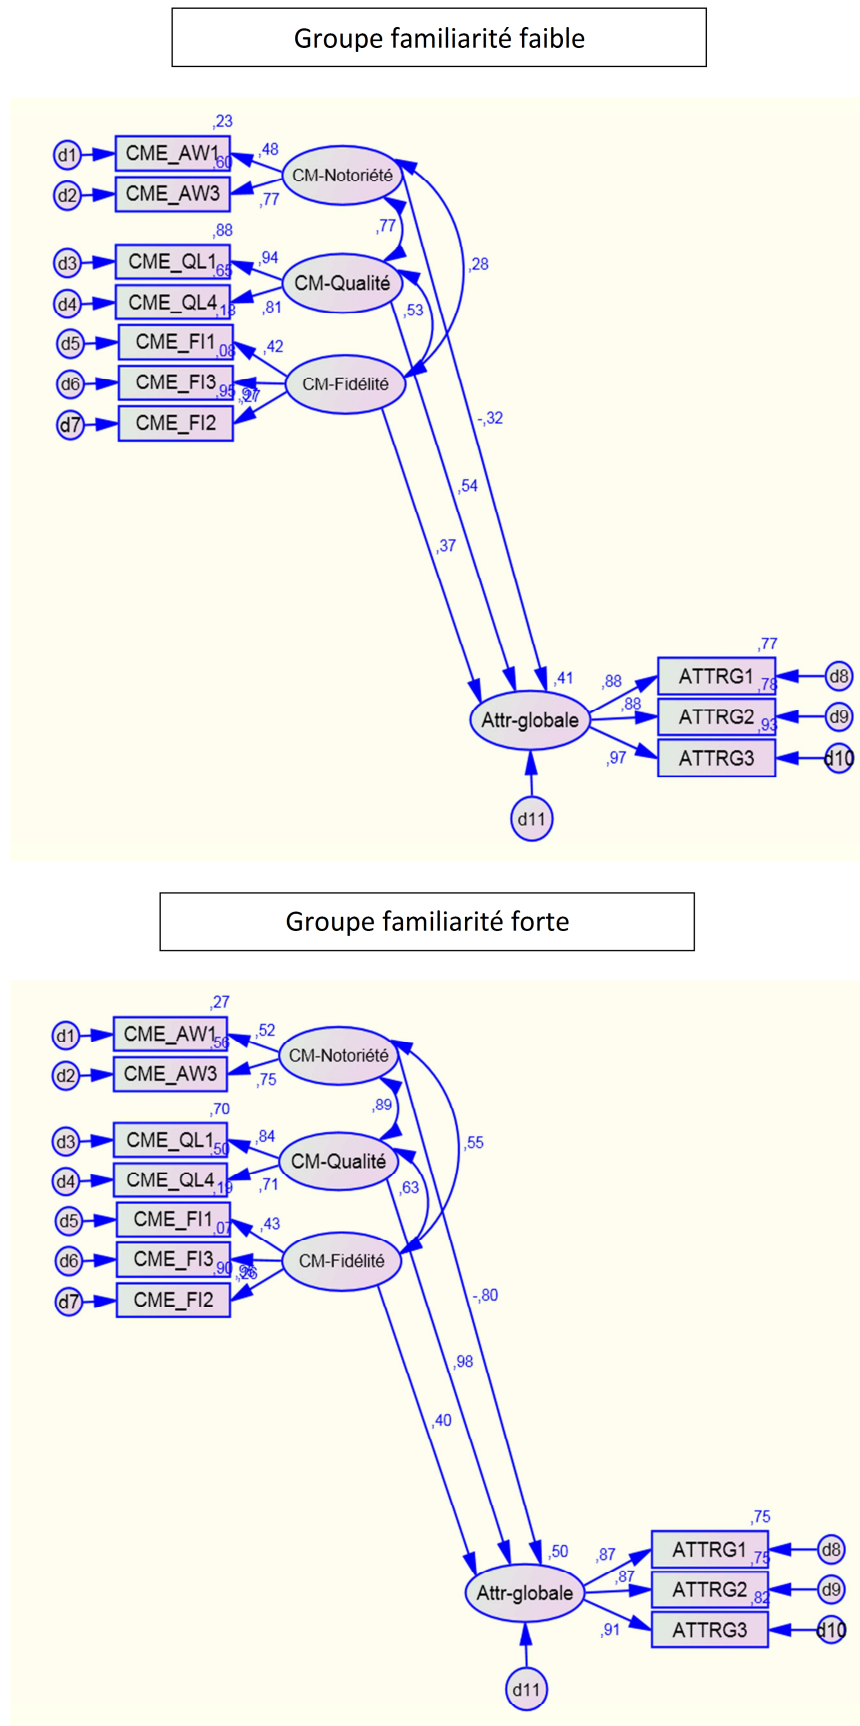 Groupe familiarité faible
,23
d1 CME_AW1 ,48
,60
d2 CME_AW3 ,77
CM-Notoriété
,77
,28
,88
d3 CME_QL1 ,94
,65
d4 CME_QL4 ,81
CM-Qualité
,53
,18
d5 CME_FI1 ,42
,08
d6 CME_FI3
,95 ,27
d7 CME_FI2
CM-Fidélité
-,32
,54
,37
,77
,41 ,88 ATTRG1 d8
,78
Attr-globale ,88 ATTRG2 d9
,93
,97 ATTRG3 d10
d11
Groupe familiarité forte
,27
d1 CME_AW1 ,52
,56
d2 CME_AW3 ,75
CM-Notoriété
,89
,55
,70
d3 CME_QL1 ,84
,50
d4 CME_QL4 ,71
CM-Qualité
,63
,19
d5 CME_FI1 ,43
,07
d6 CME_FI3
,90
d7 CME_FI2
CM-Fidélité
-,80
,98
,40
,75
,50 ,87 ATTRG1 d8
,75
Attr-globale ,87 ATTRG2 d9
,82
,91 ATTRG3 d10
d11